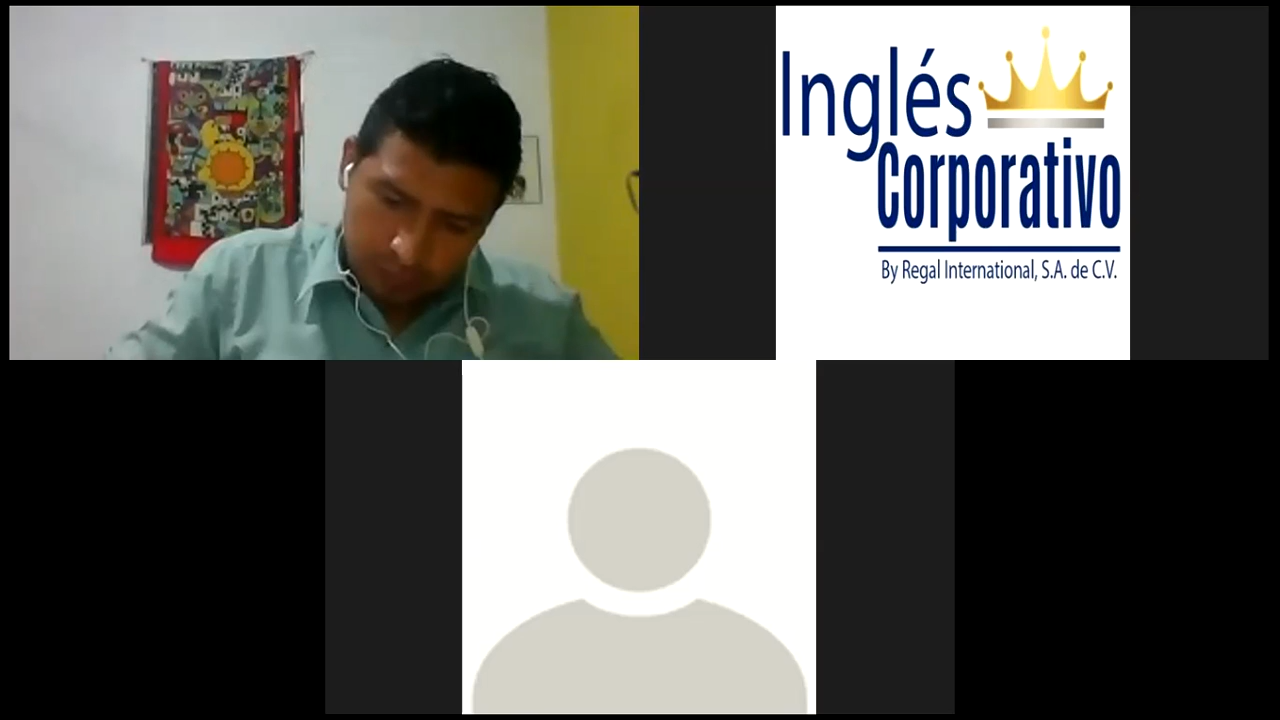 Inglés
Corporativo
By Regal International, S.A. de C.V.